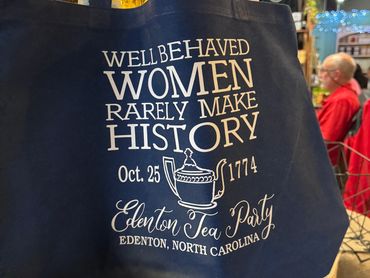 WELL BEHAVED
WOMEN
RARELY MAKE
HISTORY
Oct. 25 1774
Edenton Tea Party
EDENTON, NORTH CAROLINA